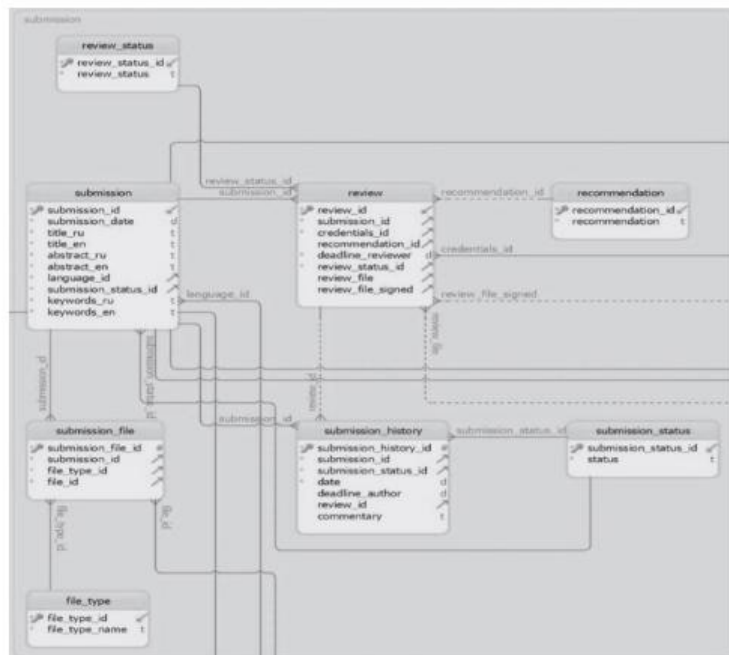 submission
review_status
review_status_id
review_status t
review_status_id
submission_id
submission
submission_id
submission_date d
title_ru t
title_en t
abstract_ru t
abstract_en t
language_id
submission_status_id
keywords_ru t
keywords_en t
review
review_id
submission_id
credentials_id
recommendation_id
deadline_reviewer d
review_status_id
review_file
review_file_signed
recommendation_id
recommendation
recommendation_id
recommendation t
credentials_id
language_id
review_file_signed
review_file
submission_id
submission_status_id
review_id
submission_id
submission_file
submission_file_id
submission_id
file_type_id
file_id
submission_history
submission_history_id
submission_id
submission_status_id
date d
deadline_author d
review_id
commentary t
submission_status_id
submission_status
submission_status_id
status t
file_type_id
file_id
file_type
file_type_id
file_type_name t